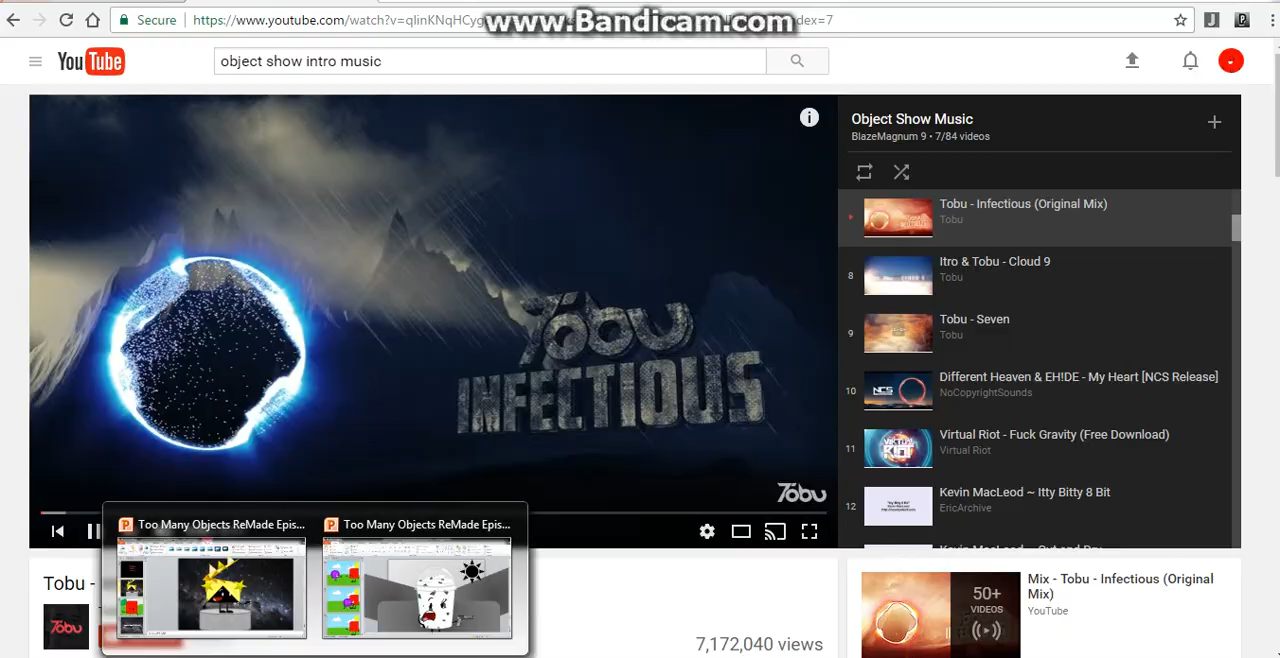 Secure
https://www.youtube.com/watch?v=qIinKNqHCyg
www.Bandicam.com
ndex=7
YouTube
object show intro music
Object Show Music
BlazeMagnum 9 • 7/84 videos
Tobu - Infectious (Original Mix)
Tobu
8
Itro & Tobu - Cloud 9
Tobu
9
Tobu - Seven
Tobu
10
Different Heaven & EH!DE - My Heart [NCS Release]
NoCopyrightSounds
11
Virtual Riot - Fuck Gravity (Free Download)
Virtual Riot
12
Kevin MacLeod ~ Itty Bitty 8 Bit
EricArchive
Tobu
INFECTIOUS
Tobu
Too Many Objects ReMade Epis...
Too Many Objects ReMade Epis...
Tobu -
Tobu
7,172,040 views
50+
VIDEOS
Mix - Tobu - Infectious (Original
Mix)
YouTube